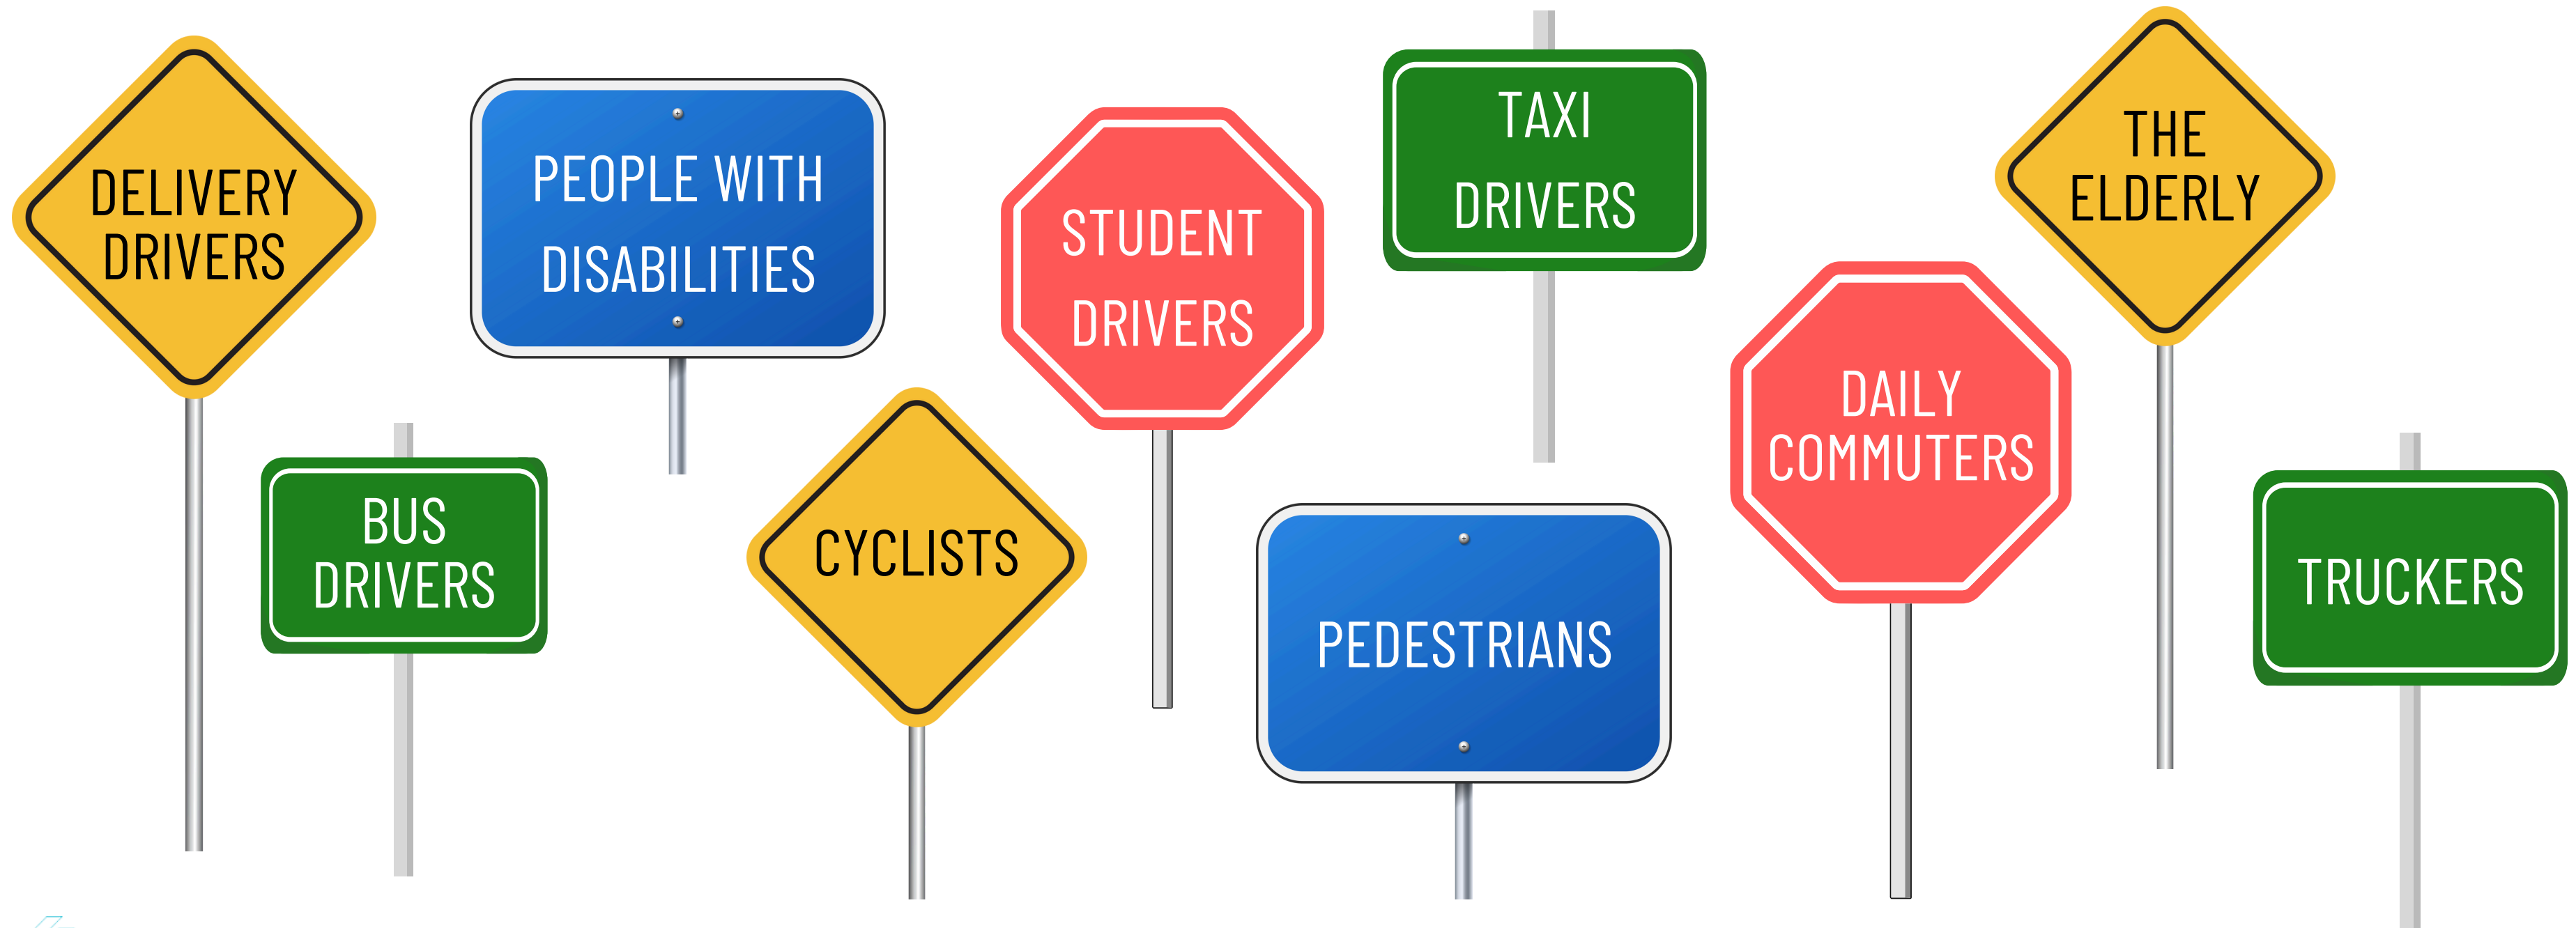 DELIVERY
DRIVERS
BUS
DRIVERS
PEOPLE WITH
DISABILITIES
CYCLISTS
STUDENT
DRIVERS
TAXI
DRIVERS
PEDESTRIANS
DAILY
COMMUTERS
THE
ELDERLY
TRUCKERS